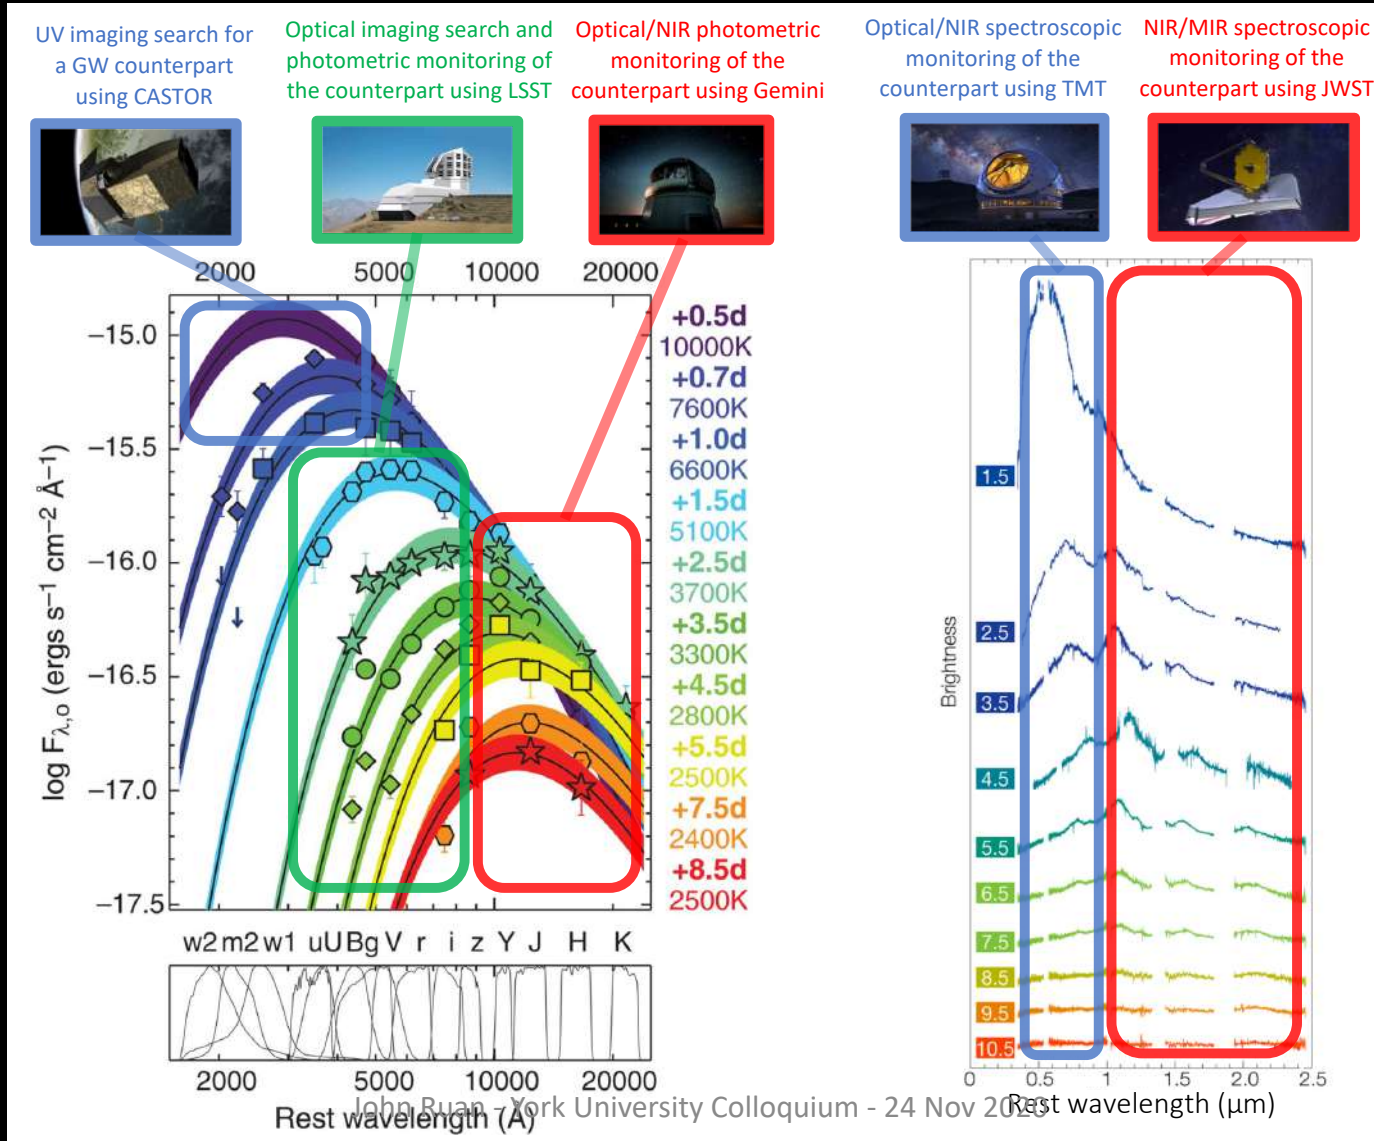 UV imaging search for
a GW counterpart
using CASTOR
Optical imaging search and
photometric monitoring of
the counterpart using LSST
Optical/NIR photometric
monitoring of the
counterpart using Gemini
Optical/NIR spectroscopic
monitoring of the
counterpart using TMT
NIR/MIR spectroscopic
monitoring of the
counterpart using JWST
2000 5000 10000 20000
−15.0
−15.5
−16.0
−16.5
−17.0
−17.5
log Fλ,o (ergs s−1 cm−2 Å−1)
+0.5d
10000K
+0.7d
7600K
+1.0d
6600K
+1.5d
5100K
+2.5d
3700K
+3.5d
3300K
+4.5d
2800K
+5.5d
2500K
+7.5d
2400K
+8.5d
2500K
w2 m2 w1 u U B g V r i z Y J H K
2000 5000 10000 20000
Rest wavelength (Å)
Brightness
1.5
2.5
3.5
4.5
5.5
6.5
7.5
8.5
9.5
10.5
0 0.5 1 1.5 2.0 2.5
Rest wavelength (μm)
John Ruan - York University Colloquium - 24 Nov 2020